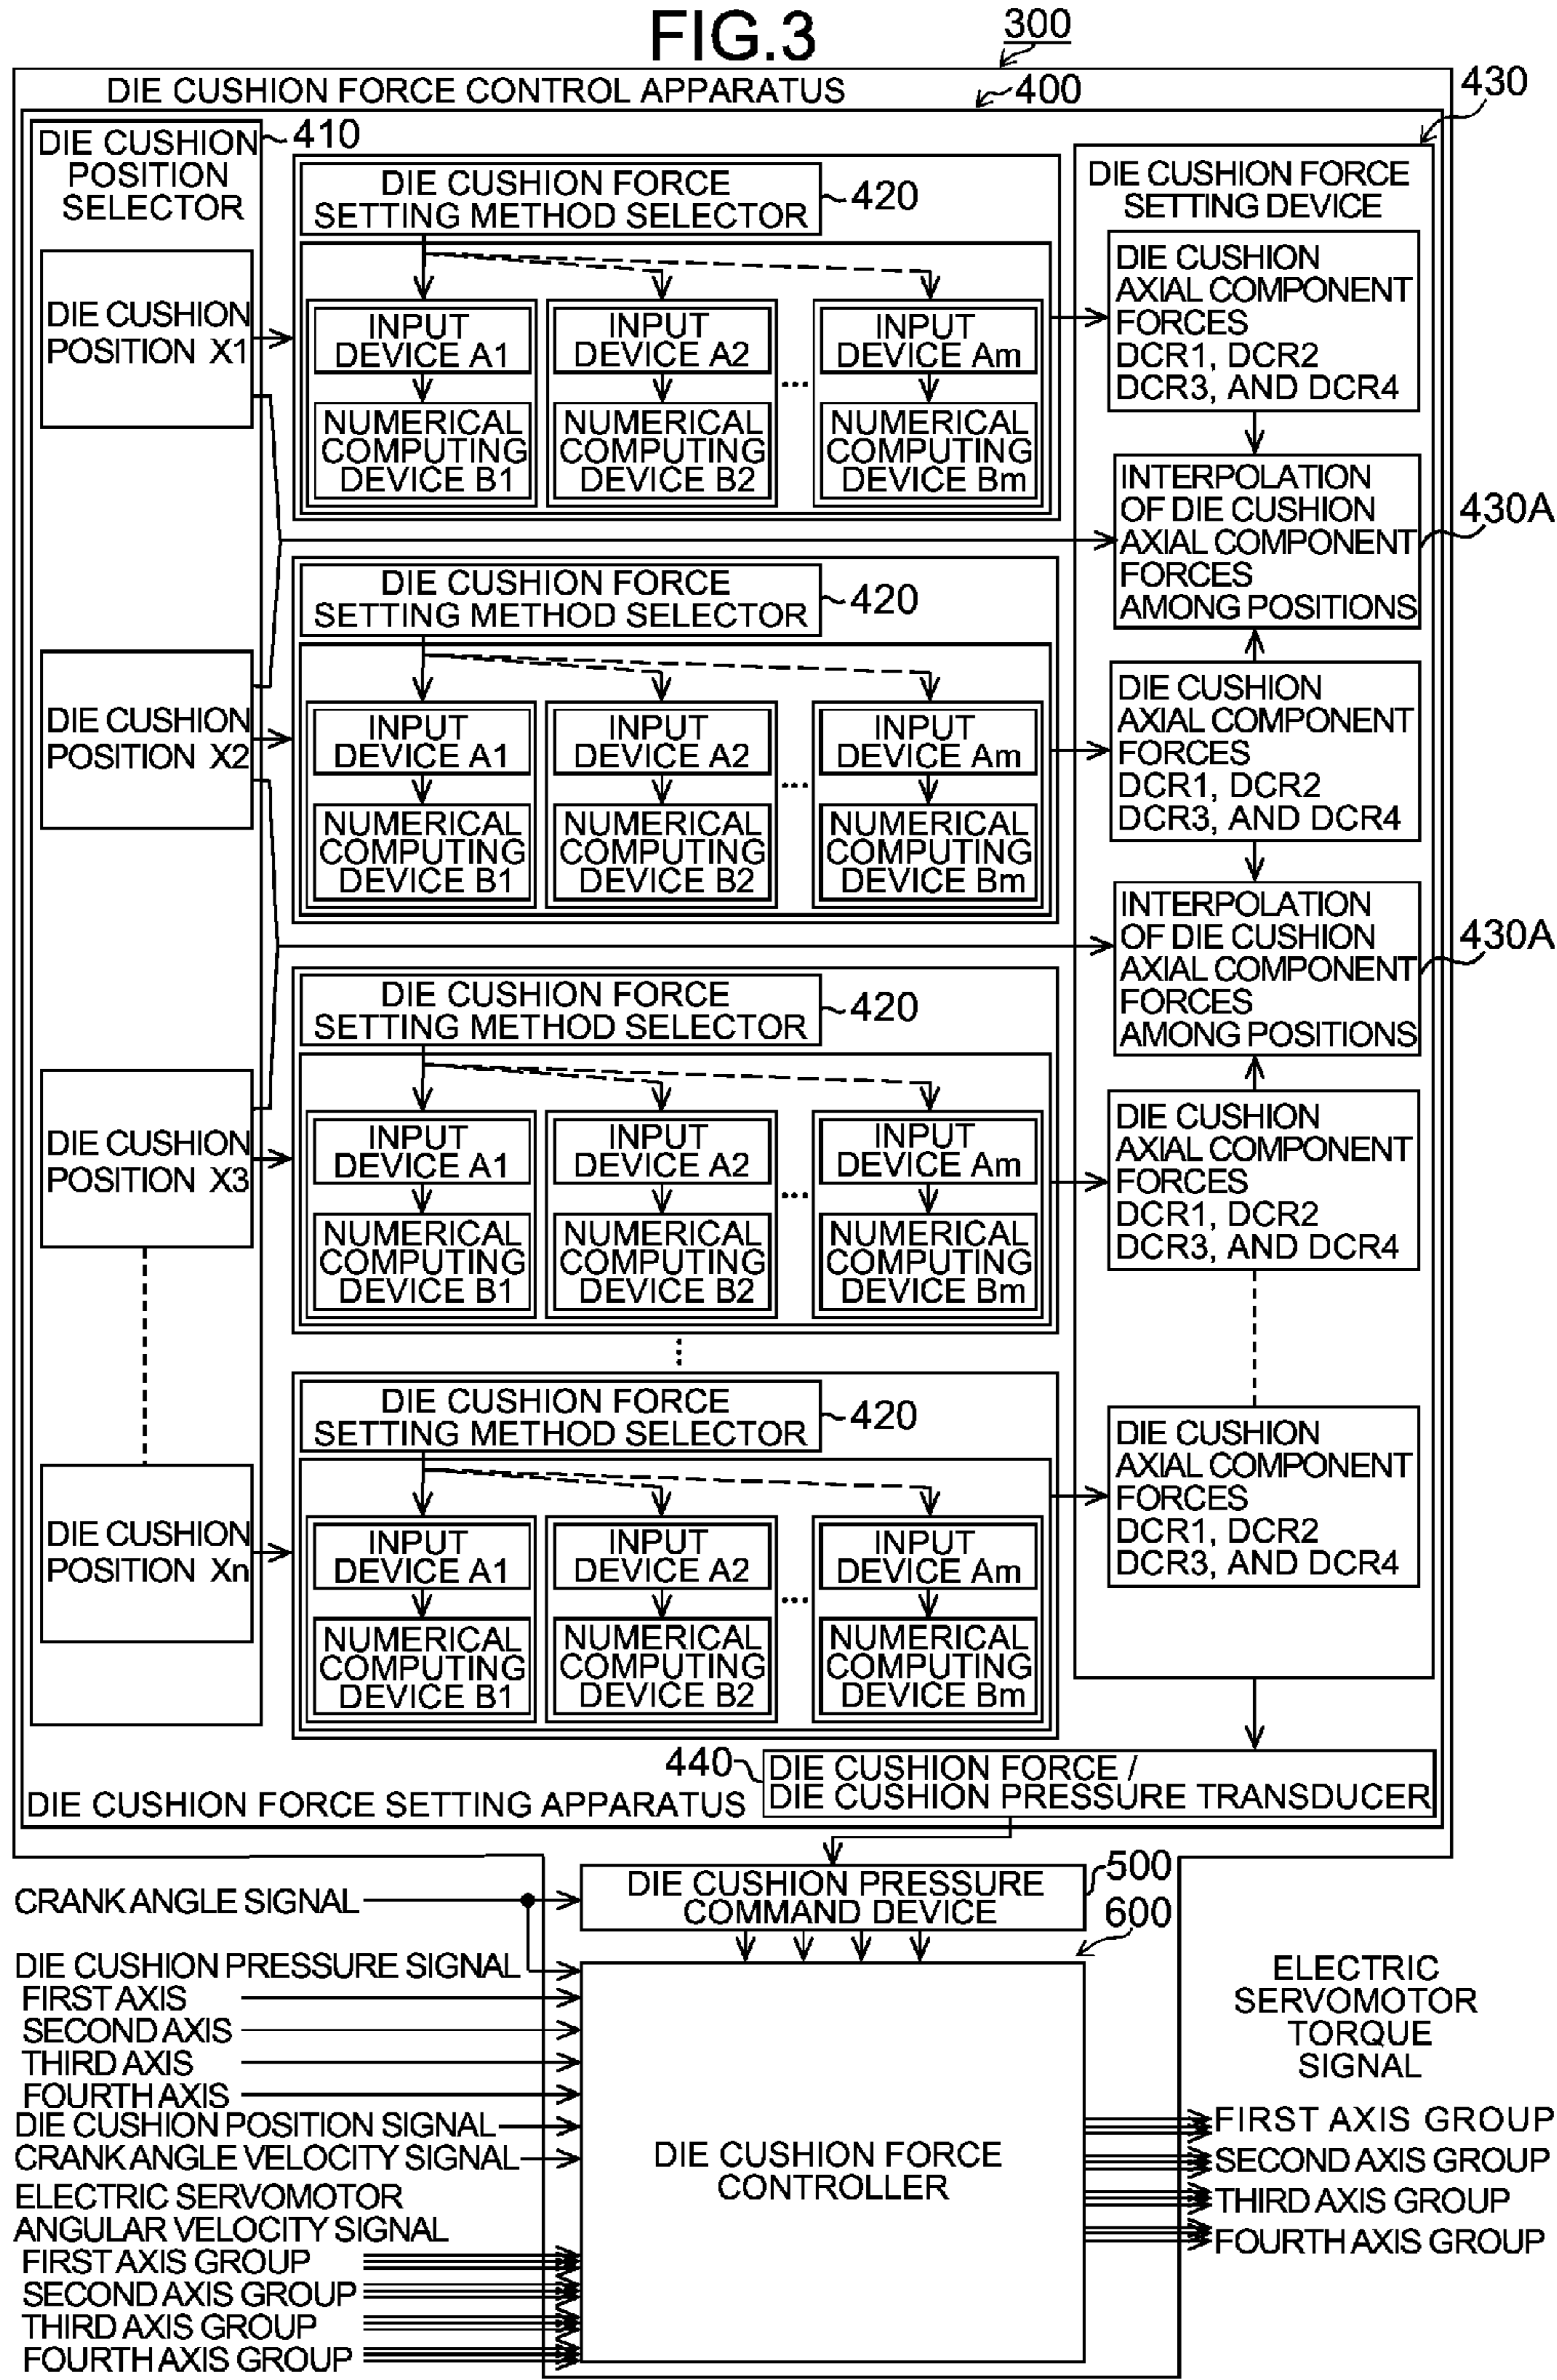 FIG.3
300
DIE CUSHION FORCE CONTROL APPARATUS
400
430
DIE CUSHION
POSITION
SELECTOR
410
DIE CUSHION FORCE
SETTING METHOD SELECTOR
420
DIE CUSHION FORCE
SETTING DEVICE
DIE CUSHION
POSITION X1
INPUT
DEVICE A1
NUMERICAL
COMPUTING
DEVICE B1
INPUT
DEVICE A2
NUMERICAL
COMPUTING
DEVICE B2
...
INPUT
DEVICE Am
NUMERICAL
COMPUTING
DEVICE Bm
DIE CUSHION
AXIAL COMPONENT
FORCES
DCR1, DCR2
DCR3, AND DCR4
INTERPOLATION
OF DIE CUSHION
AXIAL COMPONENT
FORCES
AMONG POSITIONS
430A
DIE CUSHION FORCE
SETTING METHOD SELECTOR
420
DIE CUSHION
POSITION X2
INPUT
DEVICE A1
NUMERICAL
COMPUTING
DEVICE B1
INPUT
DEVICE A2
NUMERICAL
COMPUTING
DEVICE B2
...
INPUT
DEVICE Am
NUMERICAL
COMPUTING
DEVICE Bm
DIE CUSHION
AXIAL COMPONENT
FORCES
DCR1, DCR2
DCR3, AND DCR4
INTERPOLATION
OF DIE CUSHION
AXIAL COMPONENT
FORCES
AMONG POSITIONS
430A
DIE CUSHION FORCE
SETTING METHOD SELECTOR
420
DIE CUSHION
POSITION X3
INPUT
DEVICE A1
NUMERICAL
COMPUTING
DEVICE B1
INPUT
DEVICE A2
NUMERICAL
COMPUTING
DEVICE B2
...
INPUT
DEVICE Am
NUMERICAL
COMPUTING
DEVICE Bm
DIE CUSHION
AXIAL COMPONENT
FORCES
DCR1, DCR2
DCR3, AND DCR4
DIE CUSHION FORCE
SETTING METHOD SELECTOR
420
DIE CUSHION
POSITION Xn
INPUT
DEVICE A1
NUMERICAL
COMPUTING
DEVICE B1
INPUT
DEVICE A2
NUMERICAL
COMPUTING
DEVICE B2
...
INPUT
DEVICE Am
NUMERICAL
COMPUTING
DEVICE Bm
DIE CUSHION
AXIAL COMPONENT
FORCES
DCR1, DCR2
DCR3, AND DCR4
DIE CUSHION FORCE SETTING APPARATUS
440
DIE CUSHION FORCE /
DIE CUSHION PRESSURE TRANSDUCER
CRANK ANGLE SIGNAL
DIE CUSHION PRESSURE
COMMAND DEVICE
500
600
DIE CUSHION PRESSURE SIGNAL
FIRST AXIS
SECOND AXIS
THIRD AXIS
FOURTH AXIS
DIE CUSHION POSITION SIGNAL
CRANK ANGLE VELOCITY SIGNAL
ELECTRIC SERVOMOTOR
ANGULAR VELOCITY SIGNAL
FIRST AXIS GROUP
SECOND AXIS GROUP
THIRD AXIS GROUP
FOURTH AXIS GROUP
DIE CUSHION FORCE
CONTROLLER
ELECTRIC
SERVOMOTOR
TORQUE
SIGNAL
FIRST AXIS GROUP
SECOND AXIS GROUP
THIRD AXIS GROUP
FOURTH AXIS GROUP